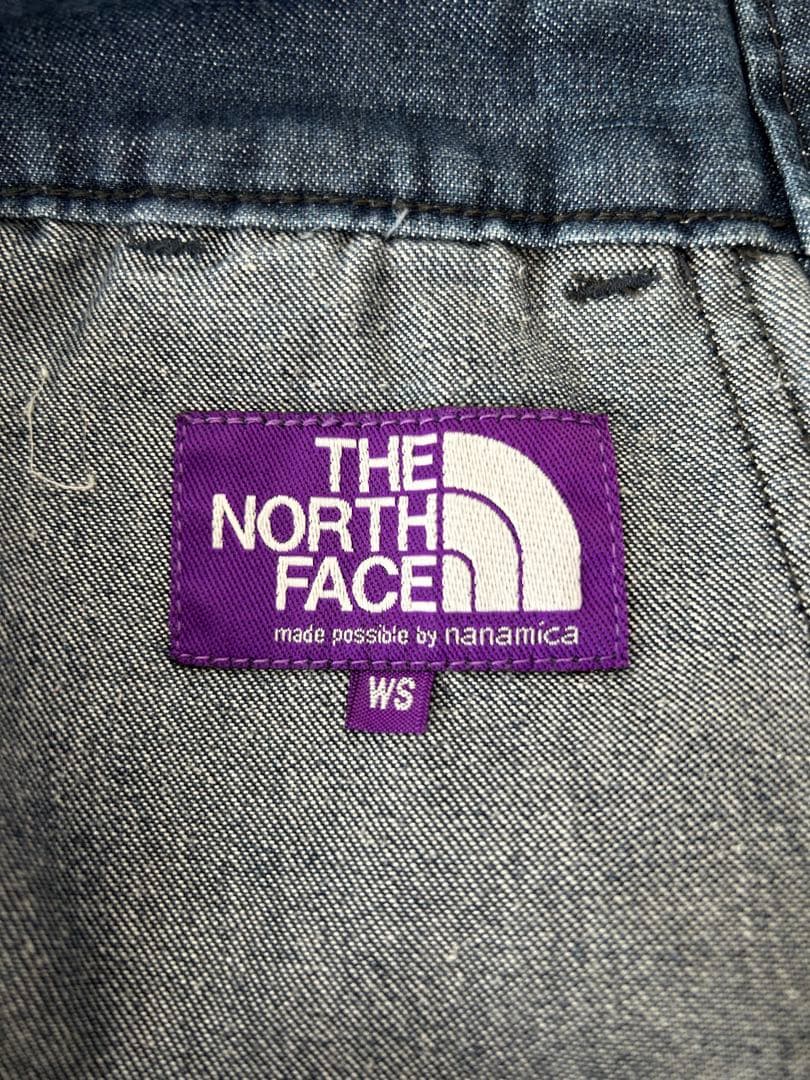 THE
NORTH
FACE
made possible by nanamica
WS